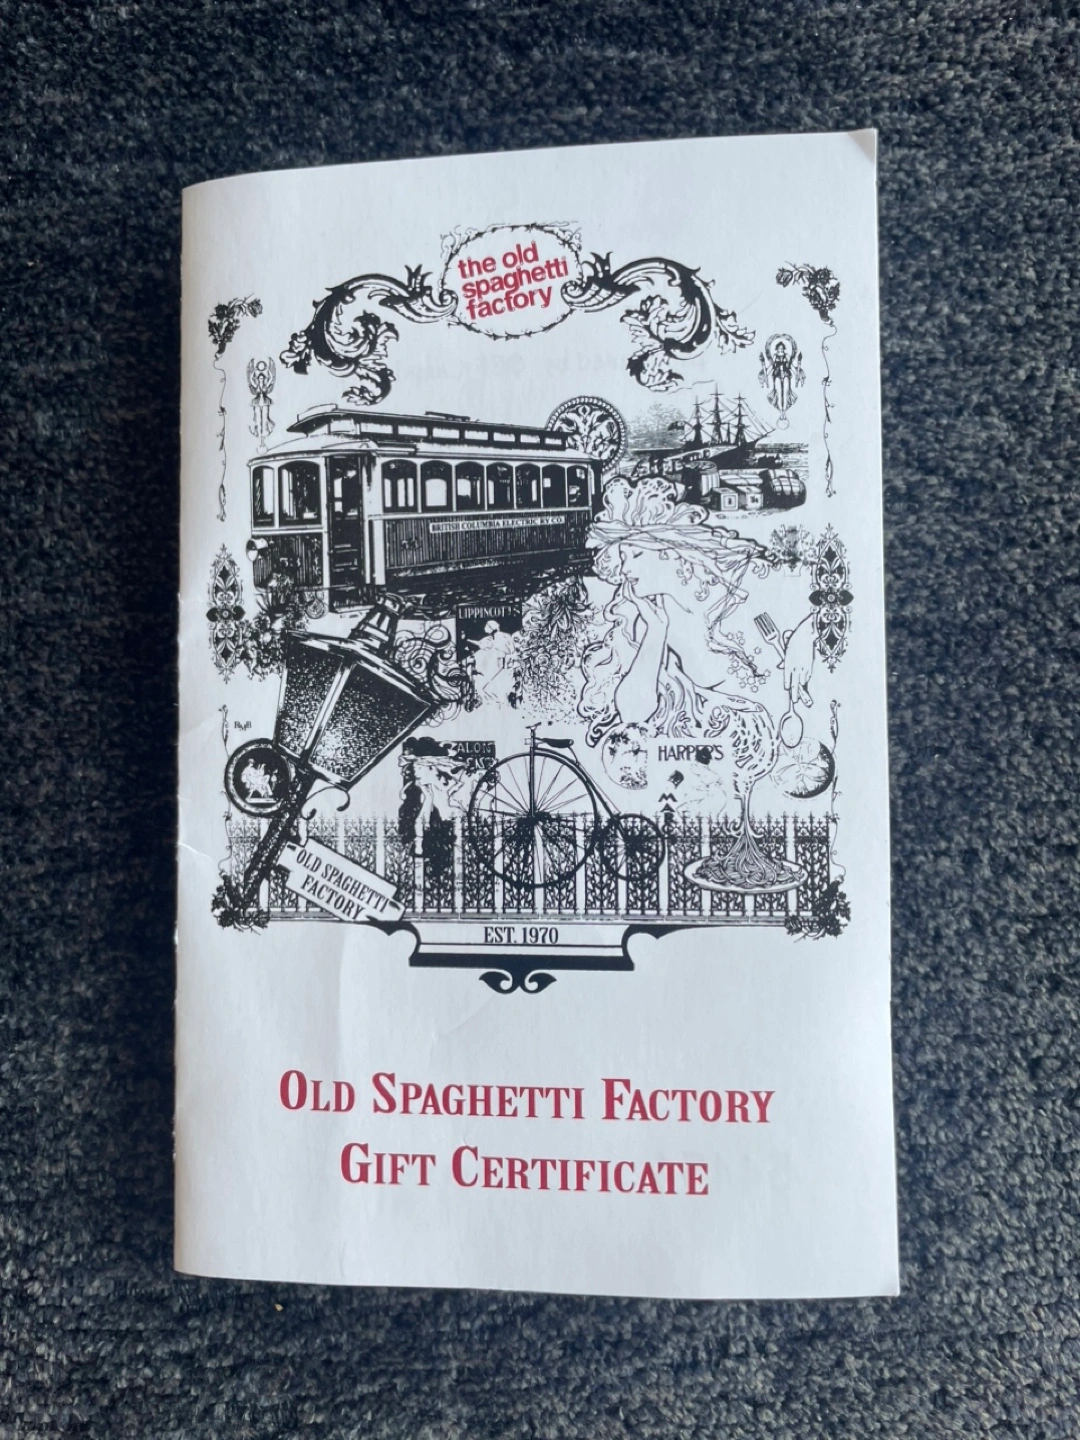 the old
spaghetti
factory
BRITISH COLUMBIA ELECTRIC RY CO.
LIPPINCOTT'S
HARPER'S
OLD SPAGHETTI
FACTORY
EST. 1970
OLD SPAGHETTI FACTORY
GIFT CERTIFICATE